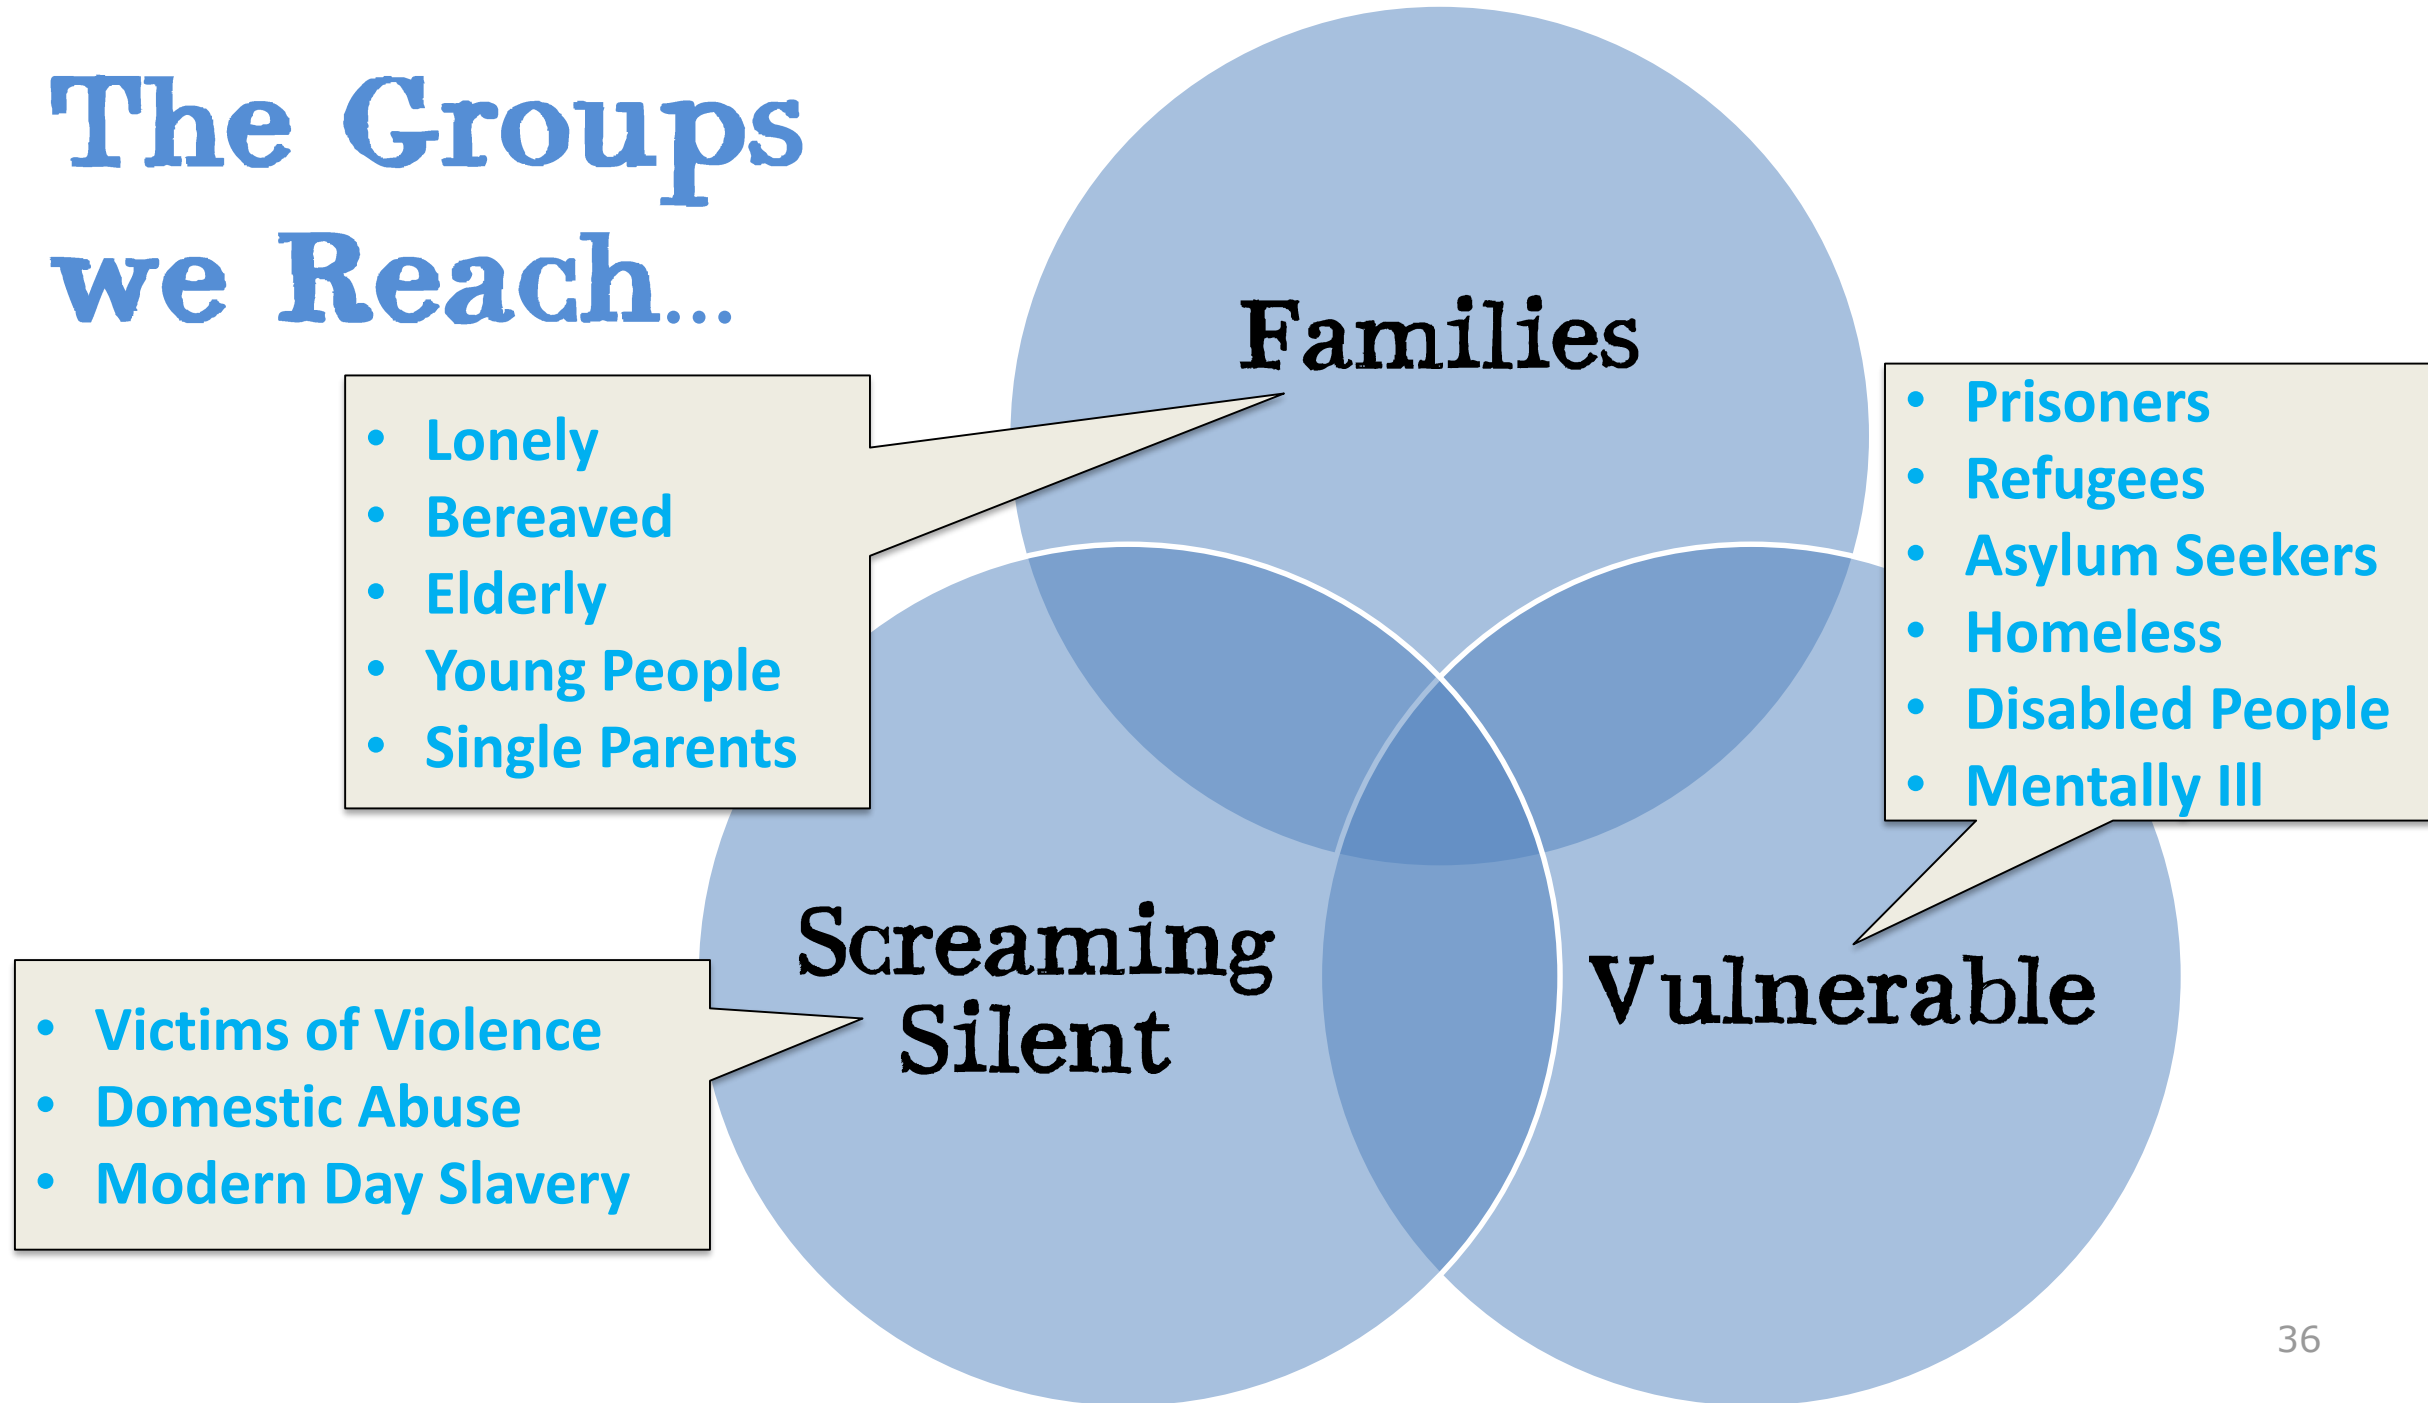 The Groups
we Reach...
Families
• Lonely
• Bereaved
• Elderly
• Young People
• Single Parents
• Prisoners
• Refugees
• Asylum Seekers
• Homeless
• Disabled People
• Mentally Ill
Screaming
Silent
Vulnerable
• Victims of Violence
• Domestic Abuse
• Modern Day Slavery
36